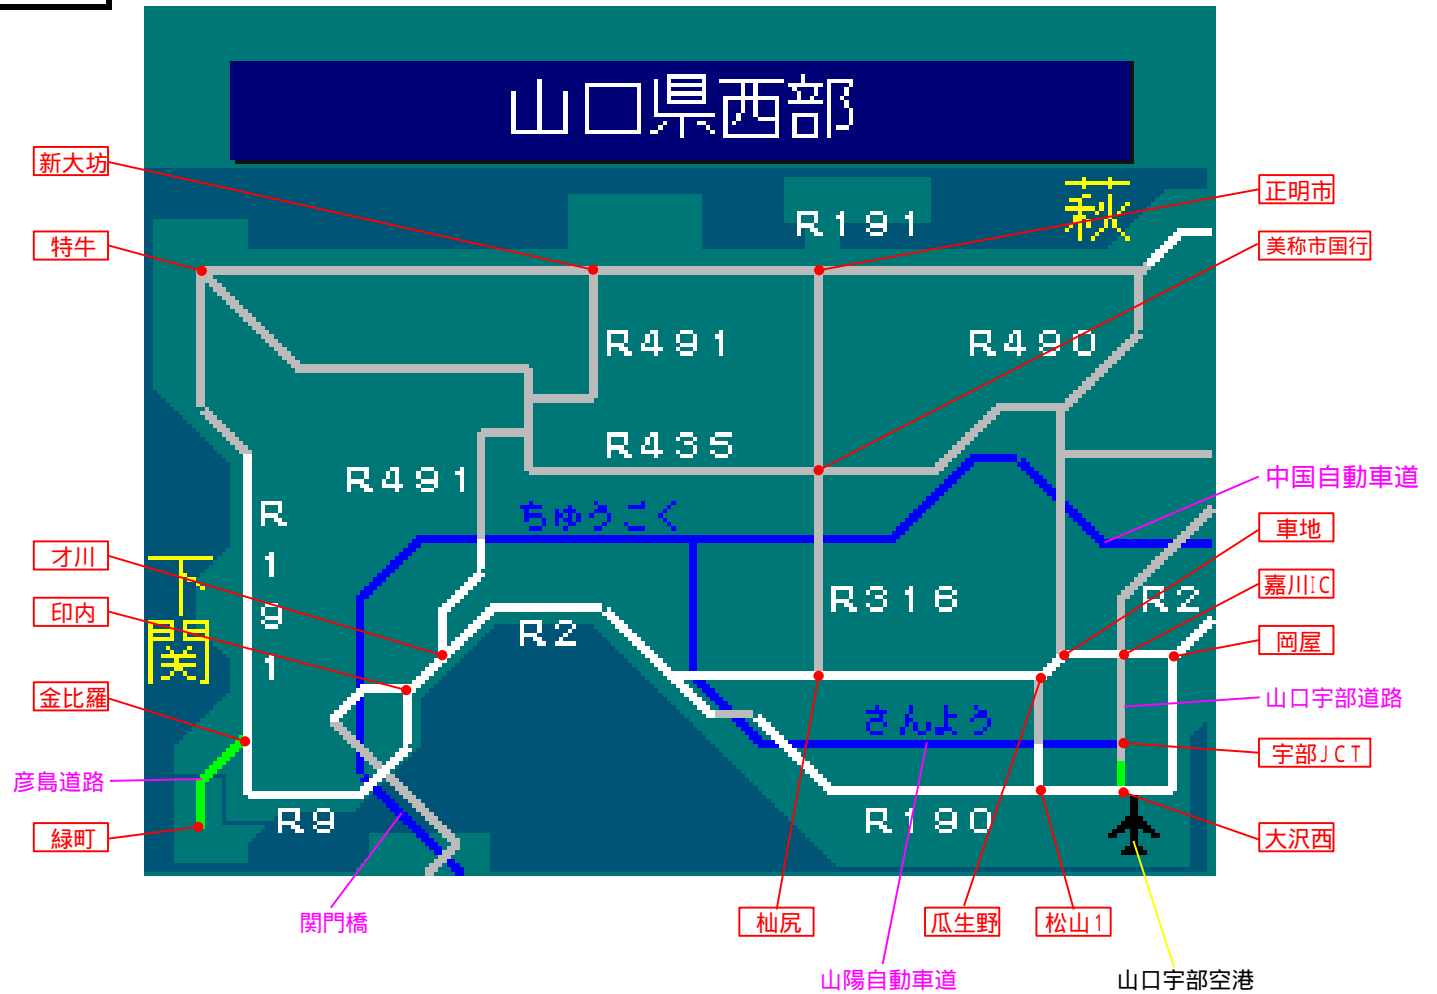 山口県西部
新大坊
正明市
萩
R191
特牛
美称市国行
R491
R490
R435
R491
中国自動車道
ちゅうごく
R191
車地
才川
下関
嘉川IC
R316
R2
印内
R2
岡屋
金比羅
山口宇部道路
さんよう
宇部JCT
彦島道路
R9
R190
緑町
大沢西
関門橋
杣尻
瓜生野
松山1
山陽自動車道
山口宇部空港